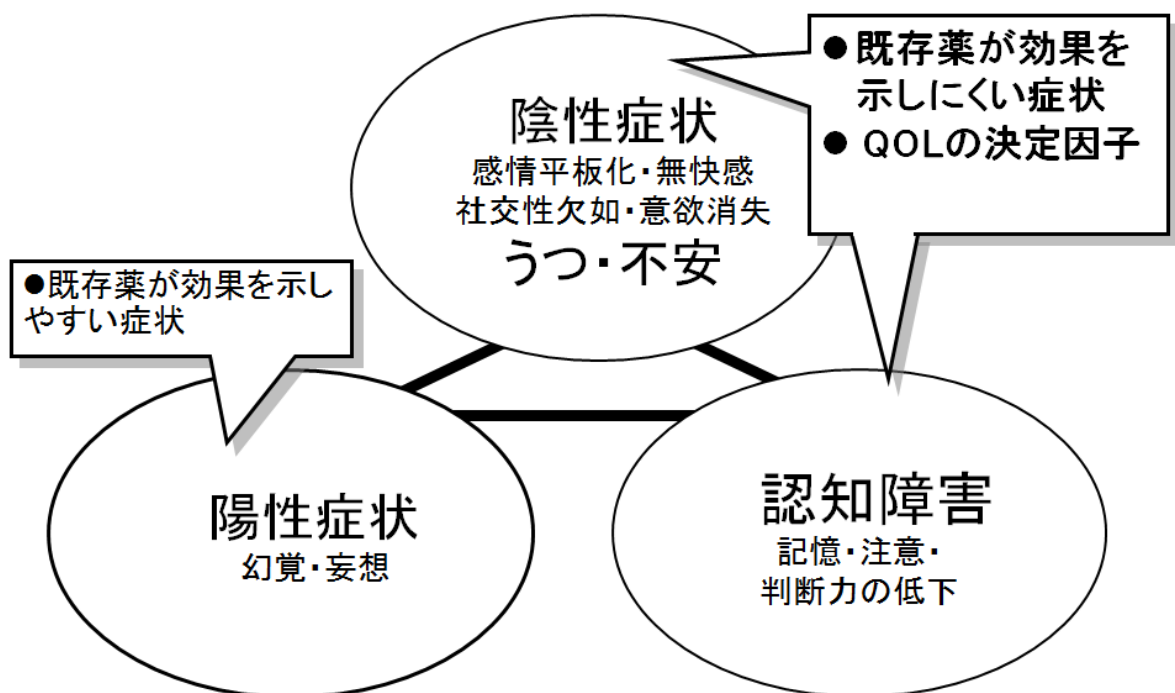 陰性症状
感情平板化・無快感
社交性欠如・意欲消失
うつ・不安
●既存薬が効果を
示しにくい症状
● QOLの決定因子
●既存薬が効果を示し
やすい症状
陽性症状
幻覚・妄想
認知障害
記憶・注意・
判断力の低下